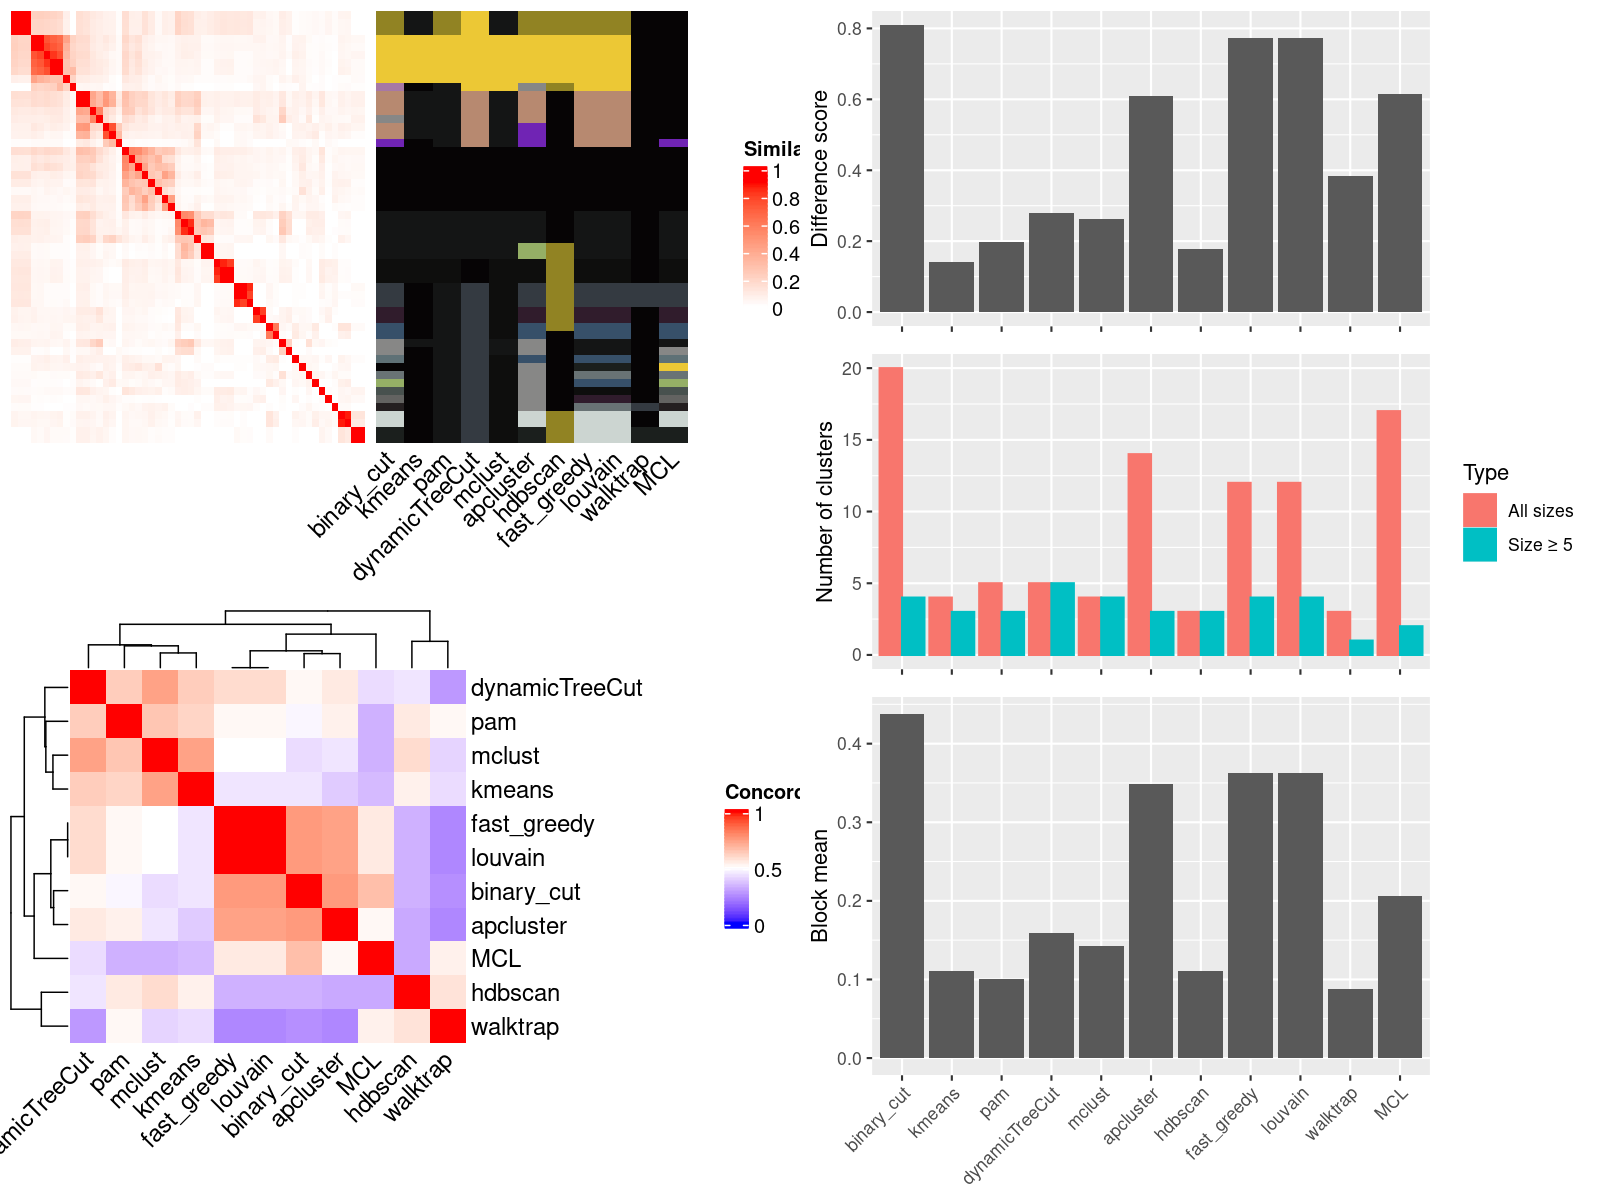 Simila
1
0.8
0.6
0.4
0.2
0
binary_cut
kmeans
pam
dynamicTreeCut
mclust
apcluster
hdbscan
fast_greedy
louvain
walktrap
MCL
dynamicTreeCut
pam
mclust
kmeans
fast_greedy
louvain
binary_cut
apcluster
MCL
hdbscan
walktrap
Concord
1
0.5
0
amicTreeCut
pam
mclust
kmeans
fast_greedy
louvain
binary_cut
apcluster
MCL
hdbscan
walktrap
Difference score
0.8
0.6
0.4
0.2
0.0
Number of clusters
20
15
10
5
0
Type
All sizes
Size ≥ 5
Block mean
0.4
0.3
0.2
0.1
0.0
binary_cut
kmeans
pam
dynamicTreeCut
mclust
apcluster
hdbscan
fast_greedy
louvain
walktrap
MCL